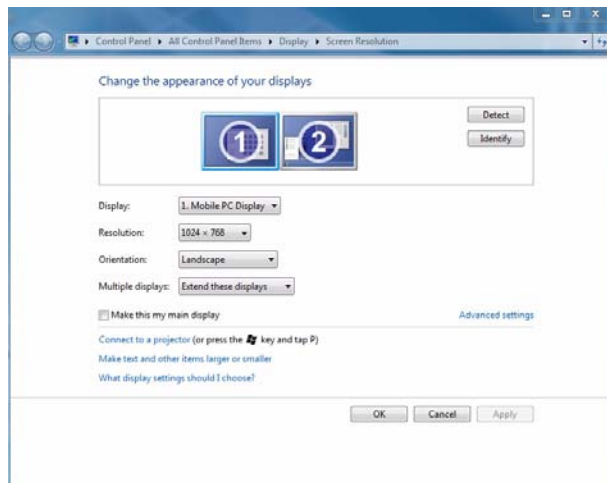 Control Panel ▸ All Control Panel Items ▸ Display ▸ Screen Resolution
Change the appearance of your displays
1
2
Detect
Identify
Display: 1. Mobile PC Display
Resolution: 1024 × 768
Orientation: Landscape
Multiple displays: Extend these displays
Make this my main display Advanced settings
Connect to a projector (or press the key and tap P)
Make text and other items larger or smaller
What display settings should I choose?
OK Cancel Apply